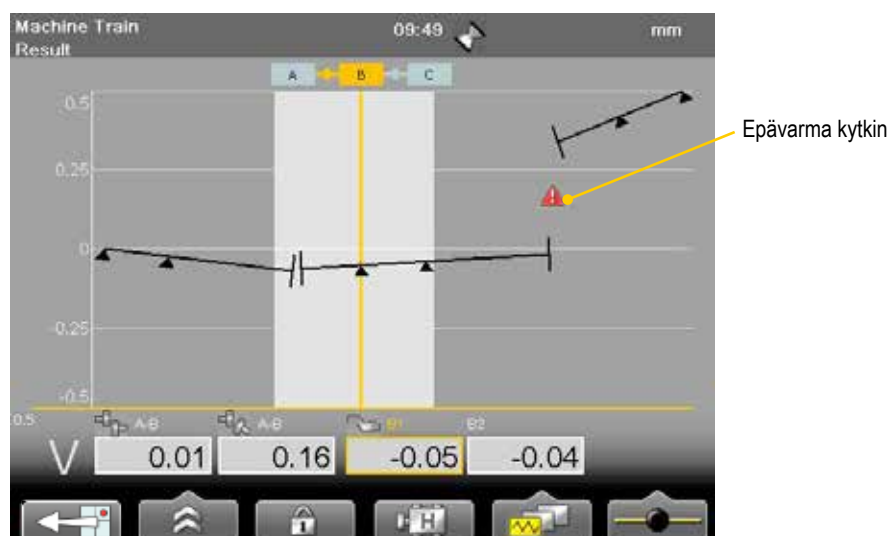 Machine Train
Result
09:49
mm
A B C
0.5
0.25
Epävarma kytkin
0
-0.25
-0.5
0.5 A-B A-B B1 B2
V 0.01 0.16 -0.05 -0.04
1 H